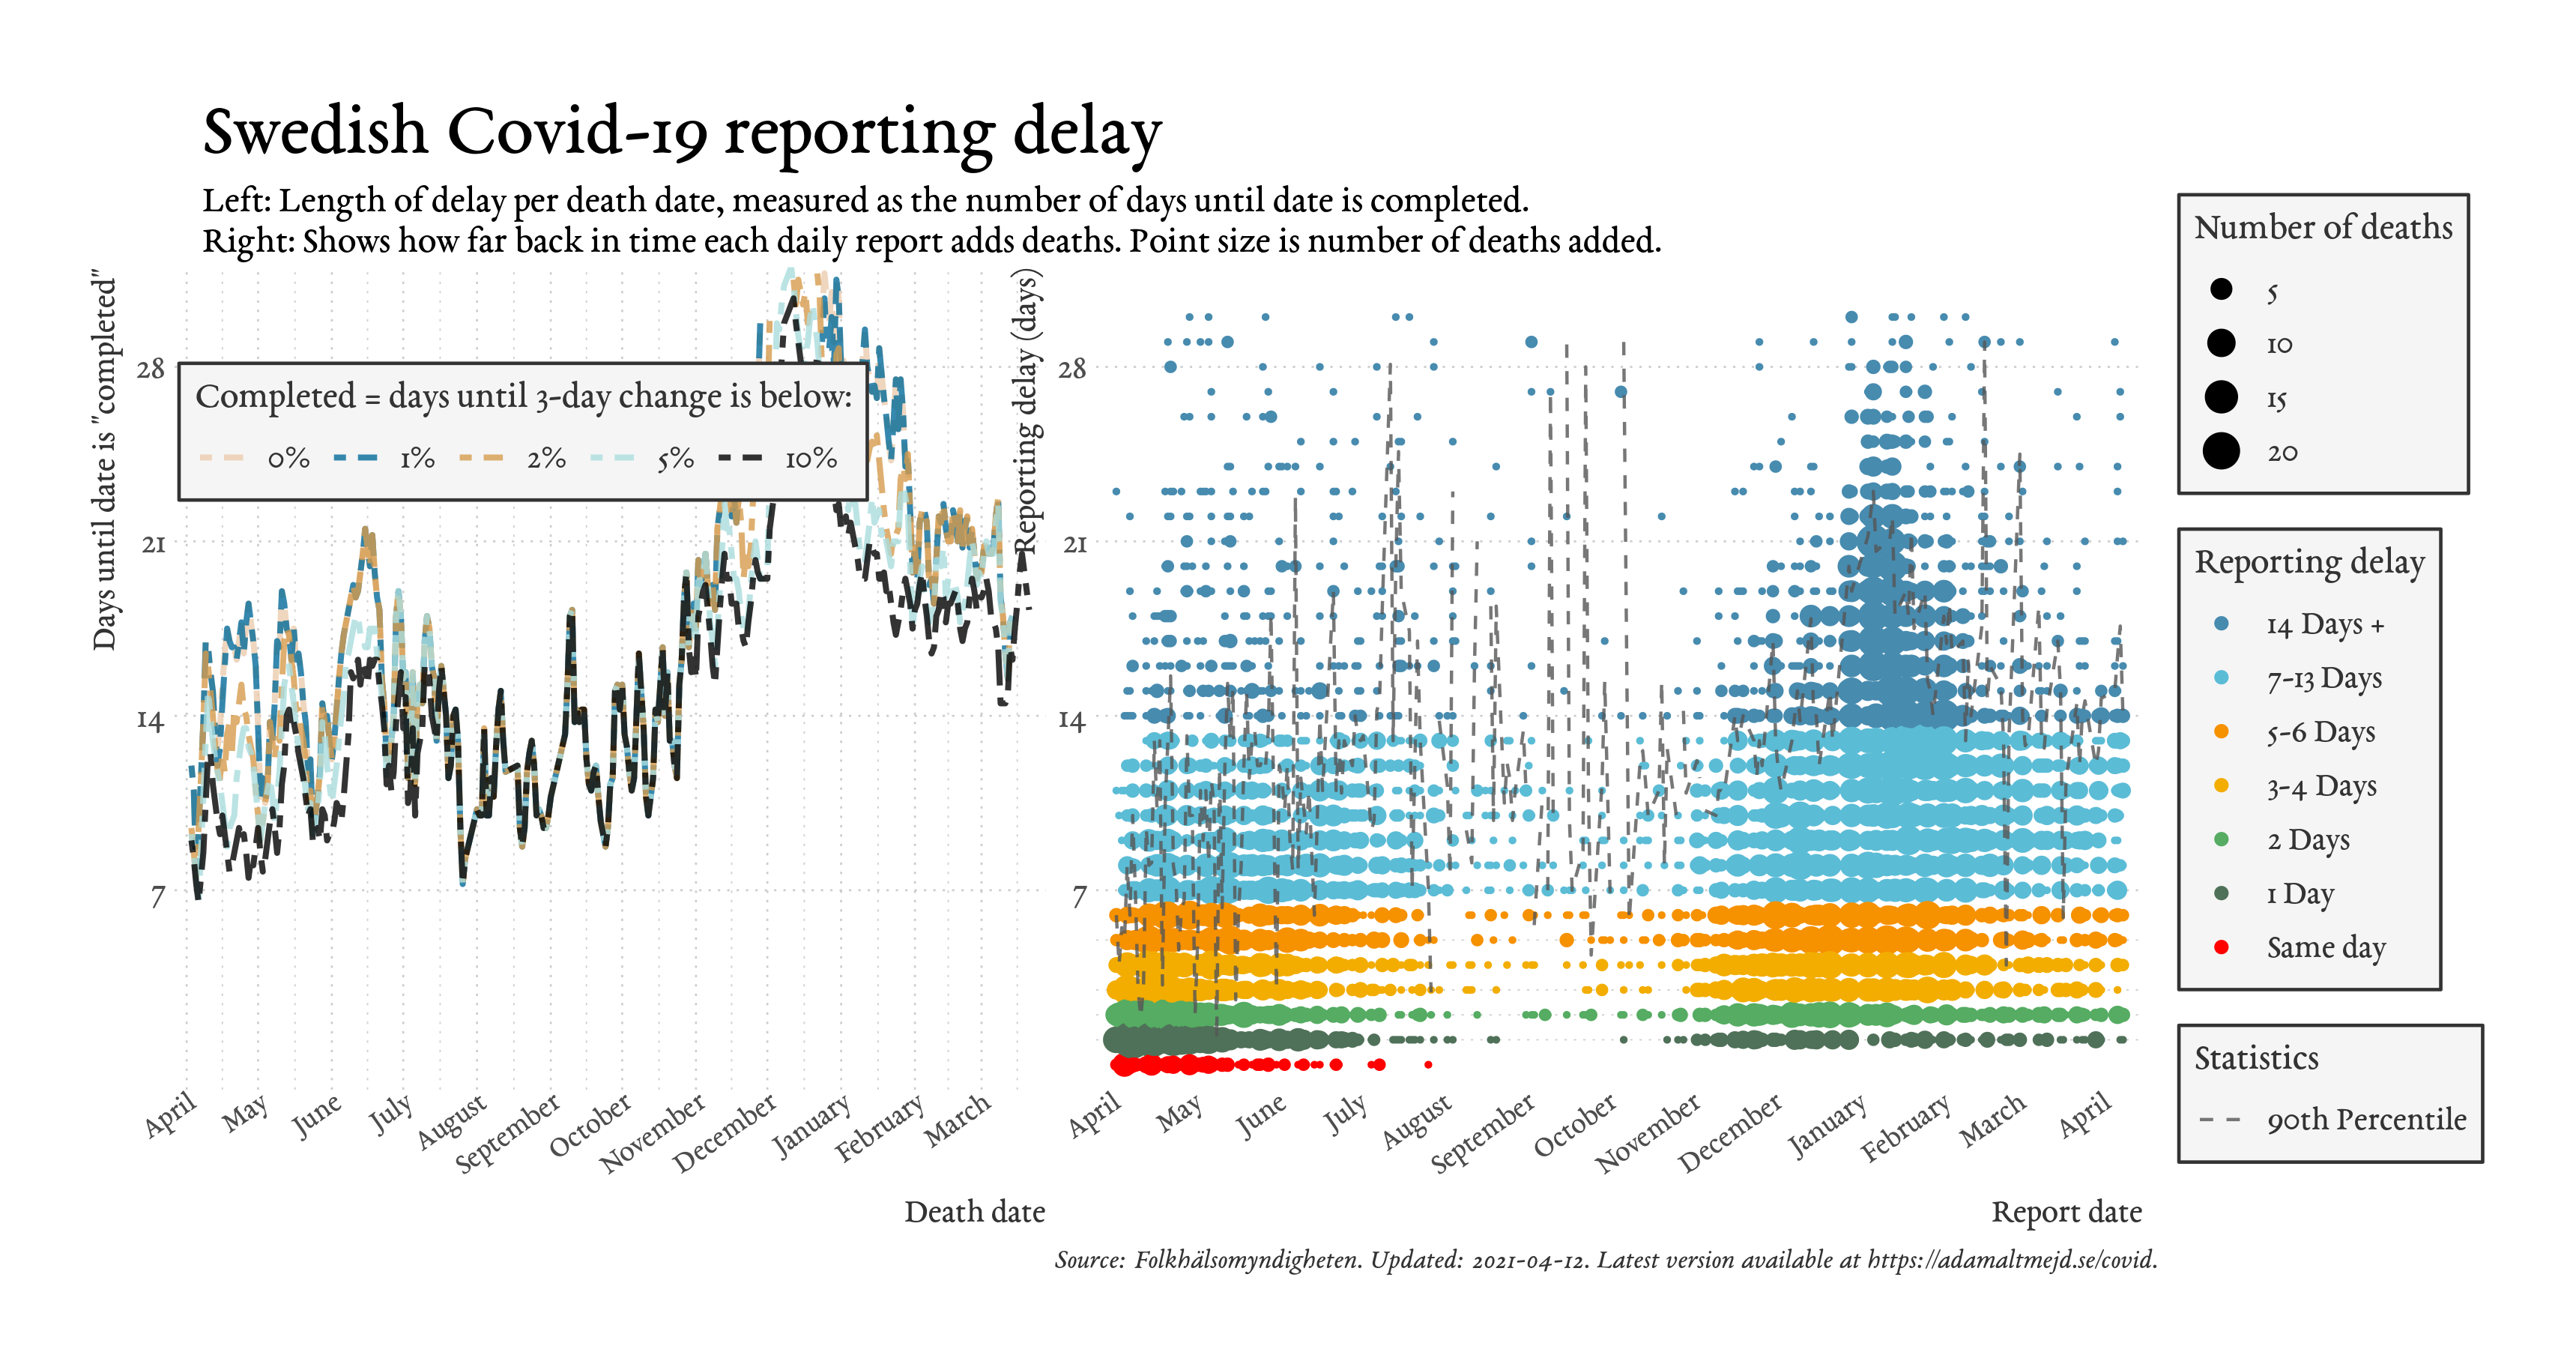 Swedish Covid-19 reporting delay
Left: Length of delay per death date, measured as the number of days until date is completed.
Right: Shows how far back in time each daily report adds deaths. Point size is number of deaths added.
Days until date is "completed"
28
21
14
7
Completed = days until 3-day change is below:
0% 1% 2% 5% 10%
April May June July August September October November December January February March
Death date
Reporting delay (days)
28
21
14
7
April May June July August September October November December January February March April
Report date
Number of deaths
5
10
15
20
Reporting delay
14 Days +
7-13 Days
5-6 Days
3-4 Days
2 Days
1 Day
Same day
Statistics
90th Percentile
Source: Folkhälsomyndigheten. Updated: 2021-04-12. Latest version available at https://adamaltmejd.se/covid.